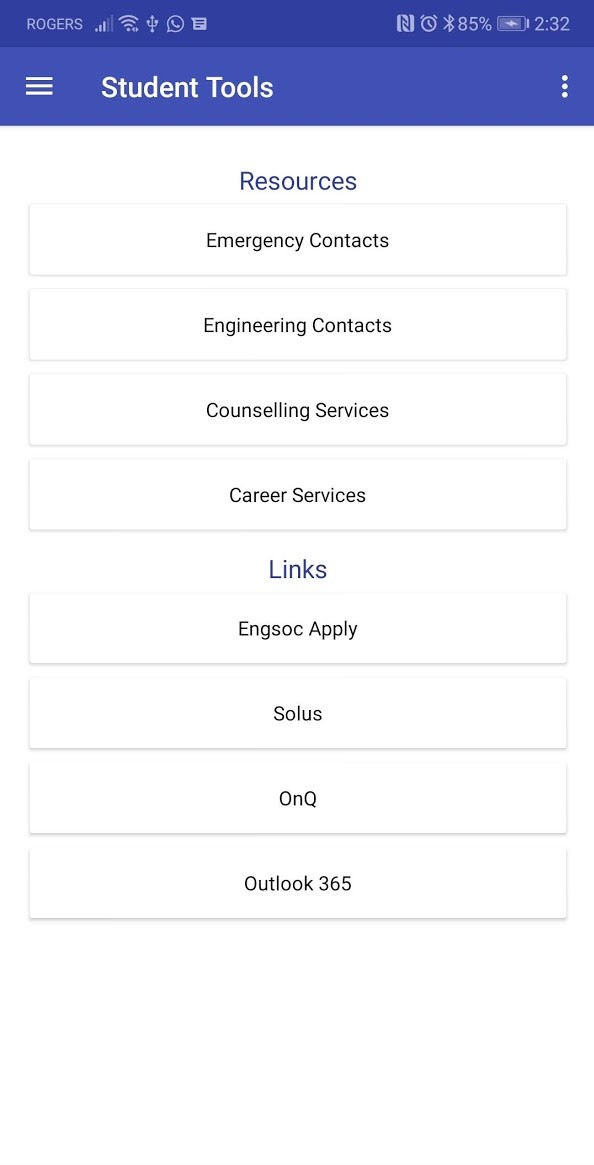 ROGERS 85% 2:32
Student Tools
Resources
Emergency Contacts
Engineering Contacts
Counselling Services
Career Services
Links
Engsoc Apply
Solus
OnQ
Outlook 365